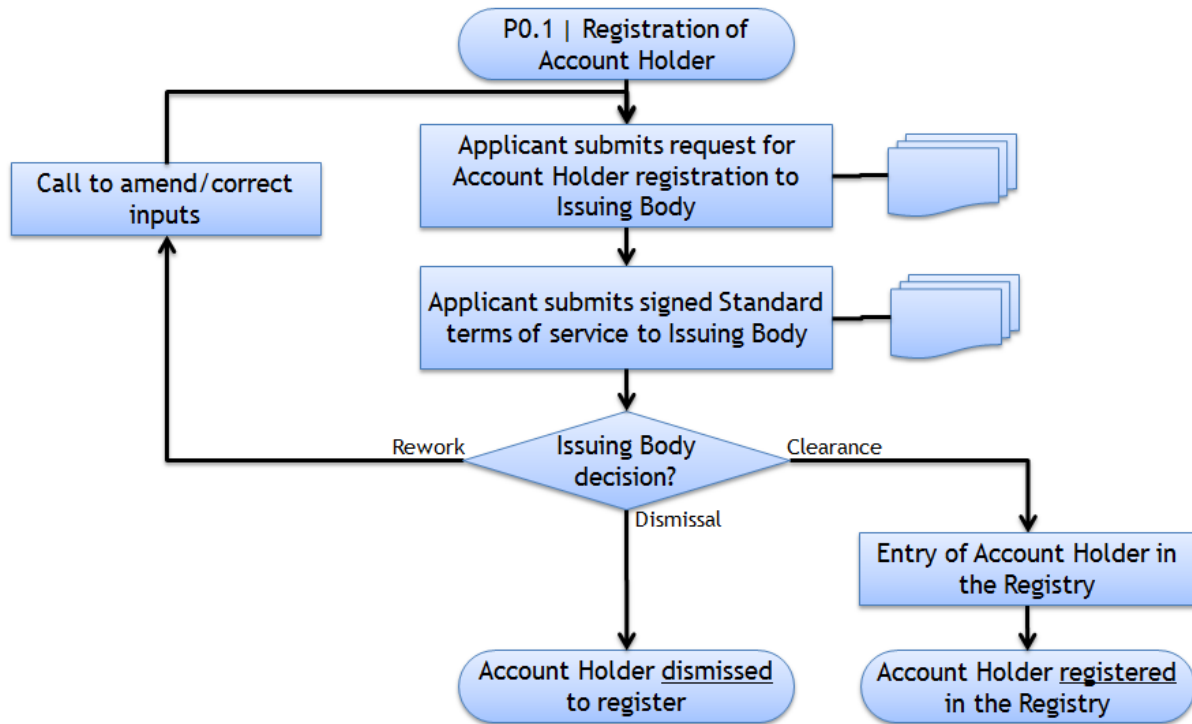 P0.1 | Registration of
Account Holder
Applicant submits request for
Account Holder registration to
Issuing Body
Call to amend/correct
inputs
Applicant submits signed Standard
terms of service to Issuing Body
Rework
Issuing Body
decision?
Clearance
Dismissal
Entry of Account Holder in
the Registry
Account Holder dismissed
to register
Account Holder registered
in the Registry